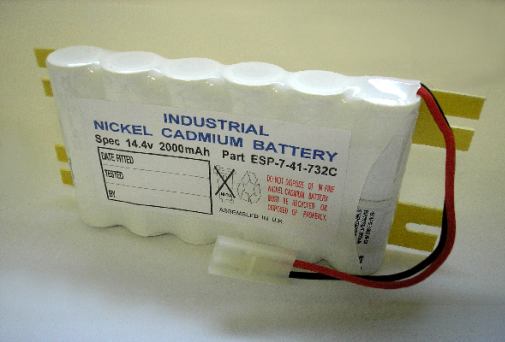 INDUSTRIAL
NICKEL CADMIUM BATTERY
Spec 14.4v 2000mAh Part ESP-7-41-732C
DATE FITTED
TESTED
BY
DO NOT DISPOSE OF IN FIRE
NICKEL CADMIUM BATTERY
MUST BE RECYCLED OR
DISPOSED OF PROPERLY.
ASSEMBLED IN U.K